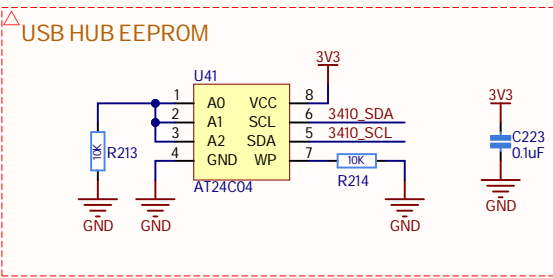 USB HUB EEPROM
3V3
U41
1 A0 VCC 8
2 A1 SCL 6 3410_SDA
3 A2 SDA 5 3410_SCL
4 GND WP 7
10K R213
10K
R214
AT24C04
3V3
C223
0.1uF
GND
GND
GND
GND